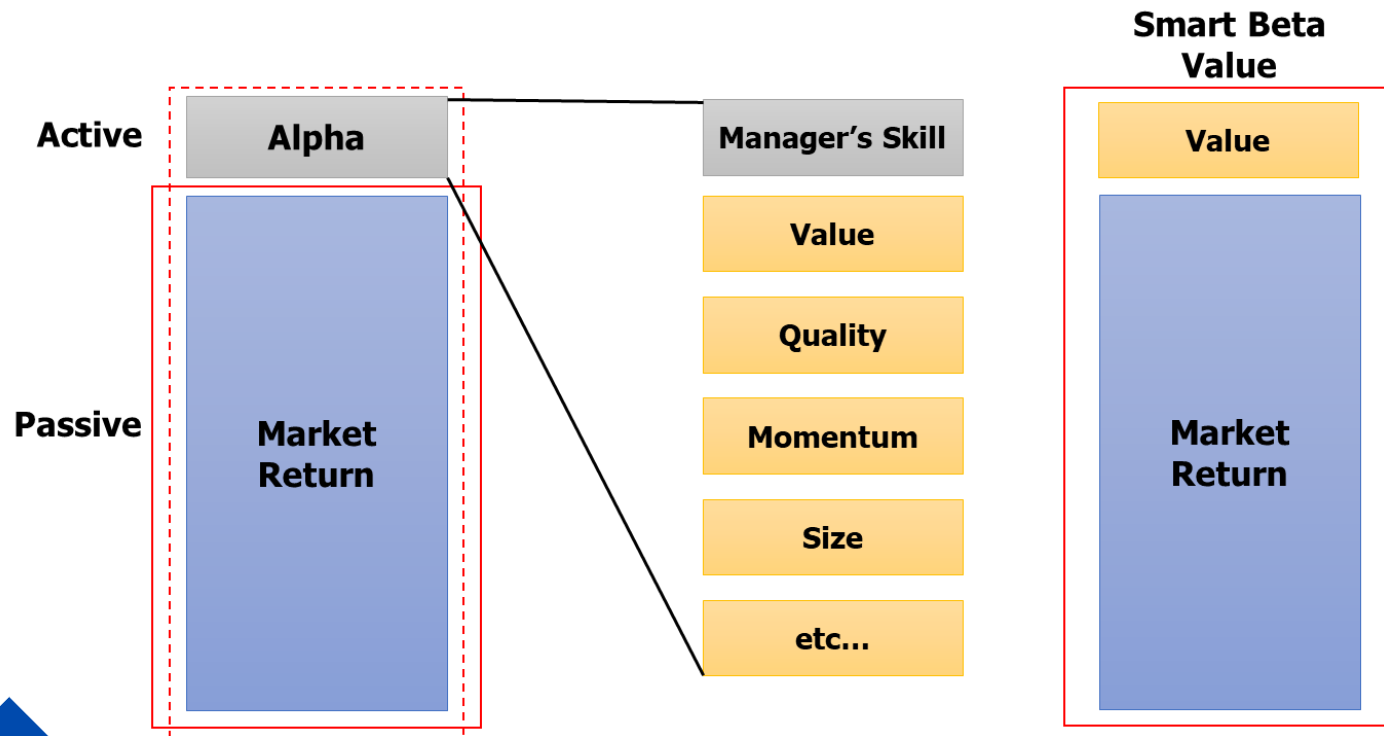 Smart Beta
Value
Active
Alpha
Manager's Skill
Value
Value
Quality
Passive
Market
Return
Momentum
Market
Return
Size
etc...